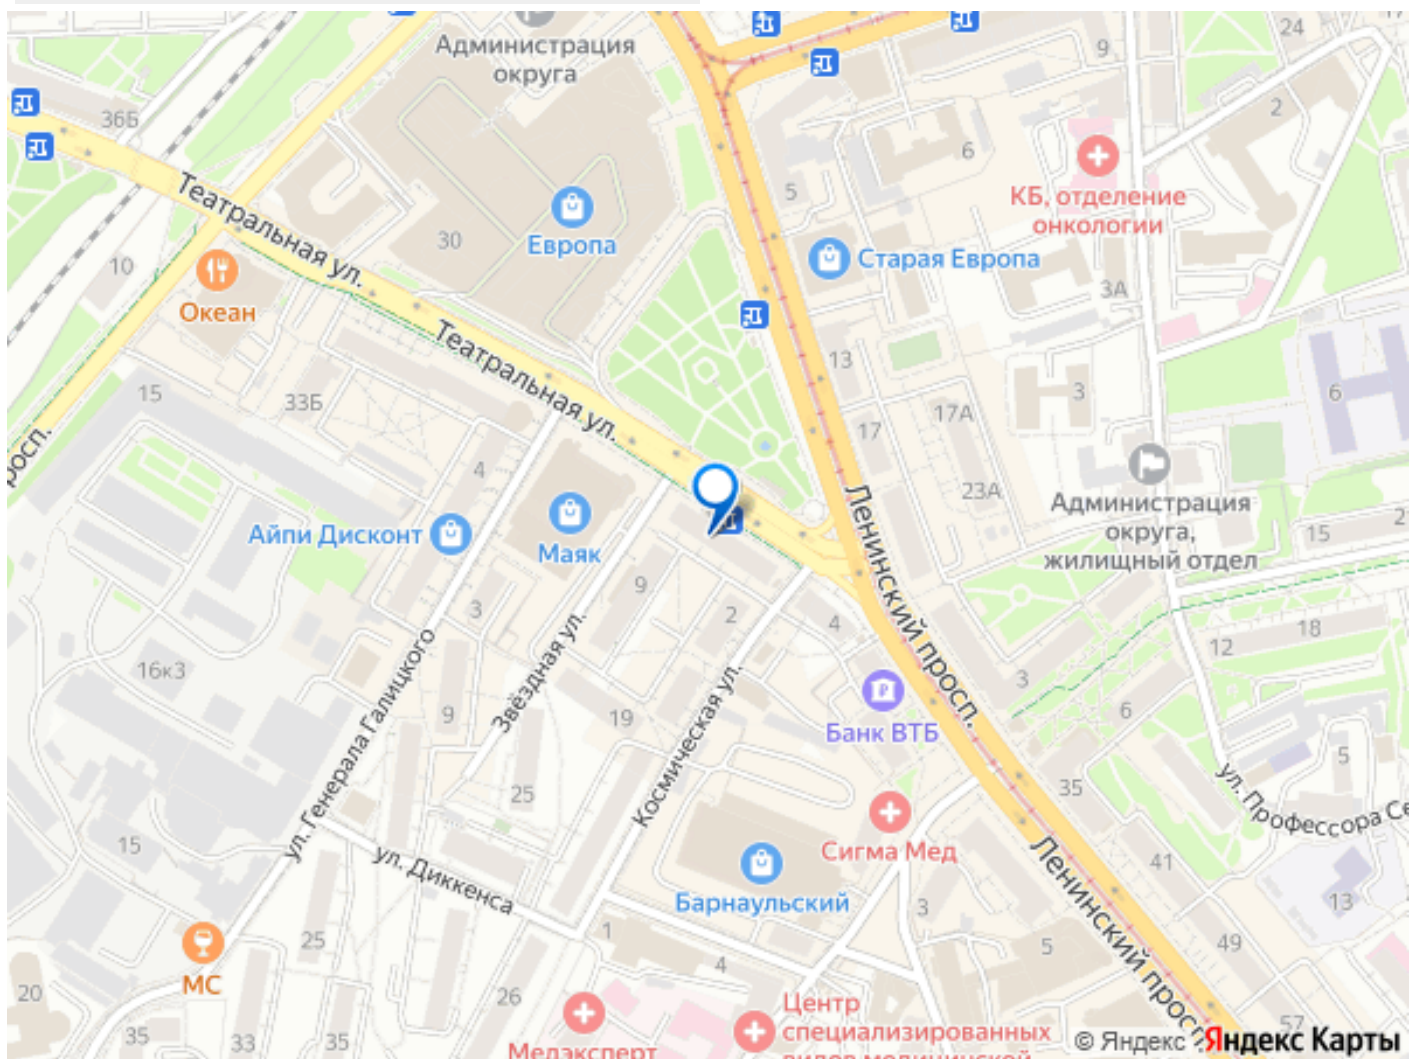 Администрация
округа
24
9
2
36Б
6
КБ, отделение
онкологии
5
Театральная ул.
30
Европа
Старая Европа
10
3А
Океан
Театральная ул.
13
15
33Б
3
6
17А
17
4
23А
Ленинский просп.
Администрация
округа,
жилищный отдел
15
2
Айпи Дисконт
Маяк
9
2
4
3
18
12
16к3
ул. Генерала Галицкого
Звёздная ул.
Космическая ул.
9
19
3
6
Банк ВТБ
5
25
35
ул. Профессора Се
15
Сигма Мед
Ленинский просп.
41
ул. Диккенса
Барнаульский
13
3
25
1
5
49
МС
4
20
26
Центр
специализированных
видов медицинской
35
33
Медэксперт
57
© Яндекс Яндекс Карты